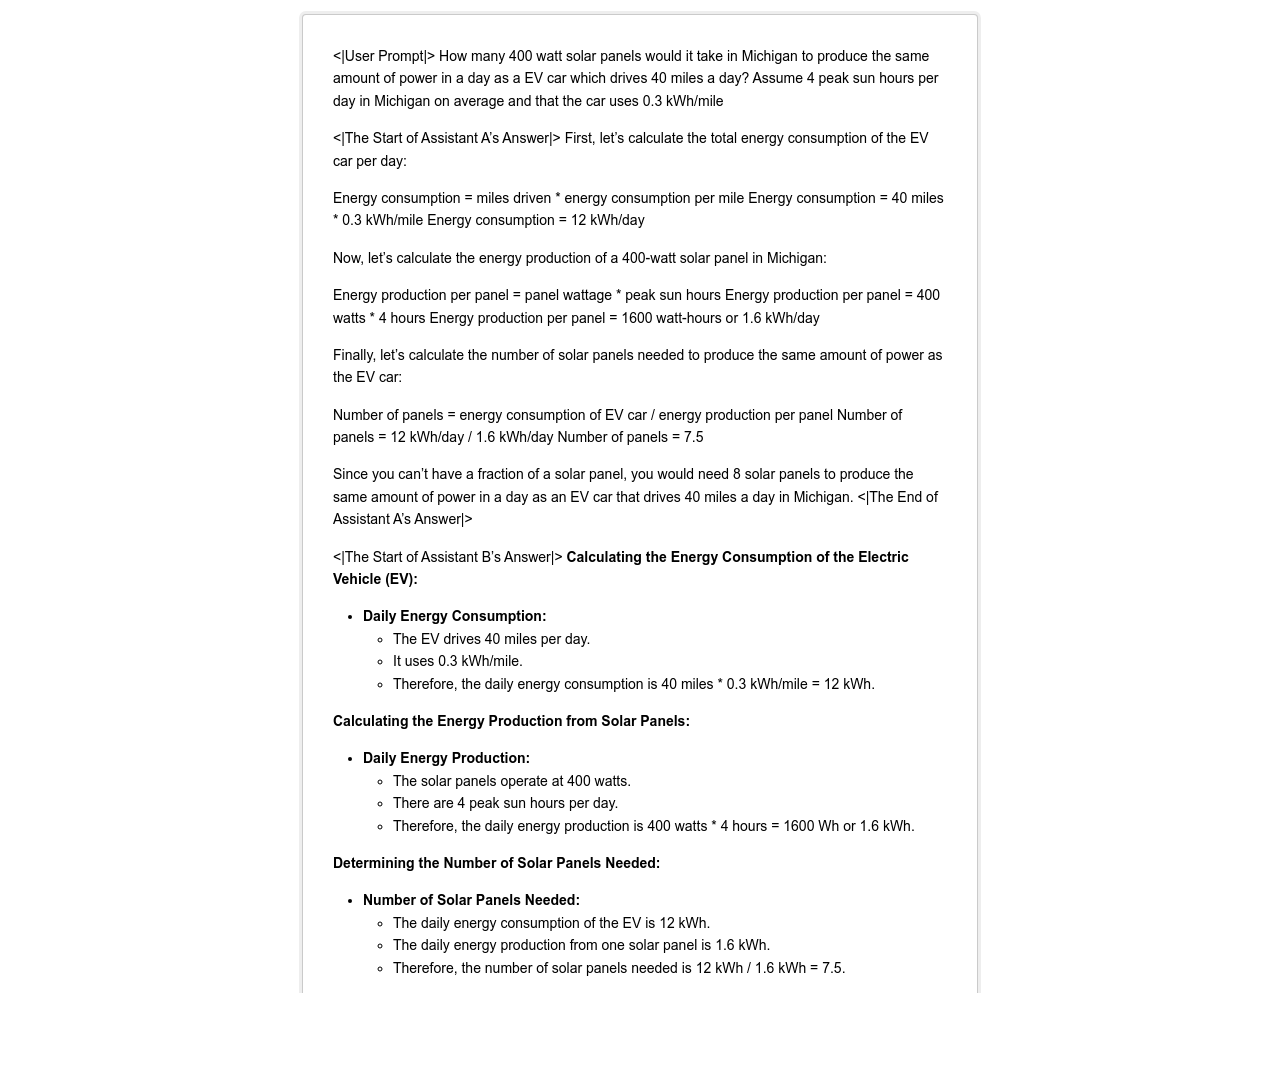 <|User Prompt|> How many 400 watt solar panels would it take in Michigan to produce the same
amount of power in a day as a EV car which drives 40 miles a day? Assume 4 peak sun hours per
day in Michigan on average and that the car uses 0.3 kWh/mile
<|The Start of Assistant A’s Answer|> First, let’s calculate the total energy consumption of the EV
car per day:
Energy consumption = miles driven * energy consumption per mile Energy consumption = 40 miles
* 0.3 kWh/mile Energy consumption = 12 kWh/day
Now, let’s calculate the energy production of a 400-watt solar panel in Michigan:
Energy production per panel = panel wattage * peak sun hours Energy production per panel = 400
watts * 4 hours Energy production per panel = 1600 watt-hours or 1.6 kWh/day
Finally, let’s calculate the number of solar panels needed to produce the same amount of power as
the EV car:
Number of panels = energy consumption of EV car / energy production per panel Number of
panels = 12 kWh/day / 1.6 kWh/day Number of panels = 7.5
Since you can’t have a fraction of a solar panel, you would need 8 solar panels to produce the
same amount of power in a day as an EV car that drives 40 miles a day in Michigan. <|The End of
Assistant A’s Answer|>
<|The Start of Assistant B’s Answer|> Calculating the Energy Consumption of the Electric
Vehicle (EV):
• Daily Energy Consumption:
◦ The EV drives 40 miles per day.
◦ It uses 0.3 kWh/mile.
◦ Therefore, the daily energy consumption is 40 miles * 0.3 kWh/mile = 12 kWh.
Calculating the Energy Production from Solar Panels:
• Daily Energy Production:
◦ The solar panels operate at 400 watts.
◦ There are 4 peak sun hours per day.
◦ Therefore, the daily energy production is 400 watts * 4 hours = 1600 Wh or 1.6 kWh.
Determining the Number of Solar Panels Needed:
• Number of Solar Panels Needed:
◦ The daily energy consumption of the EV is 12 kWh.
◦ The daily energy production from one solar panel is 1.6 kWh.
◦ Therefore, the number of solar panels needed is 12 kWh / 1.6 kWh = 7.5.